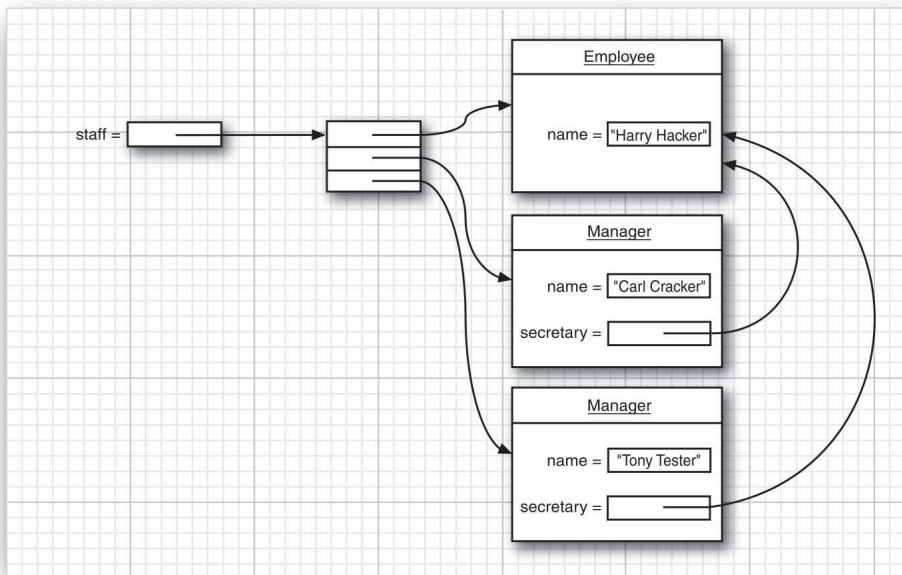 Employee
staff =
name = "Harry Hacker"
Manager
name = "Carl Cracker"
secretary =
Manager
name = "Tony Tester"
secretary =